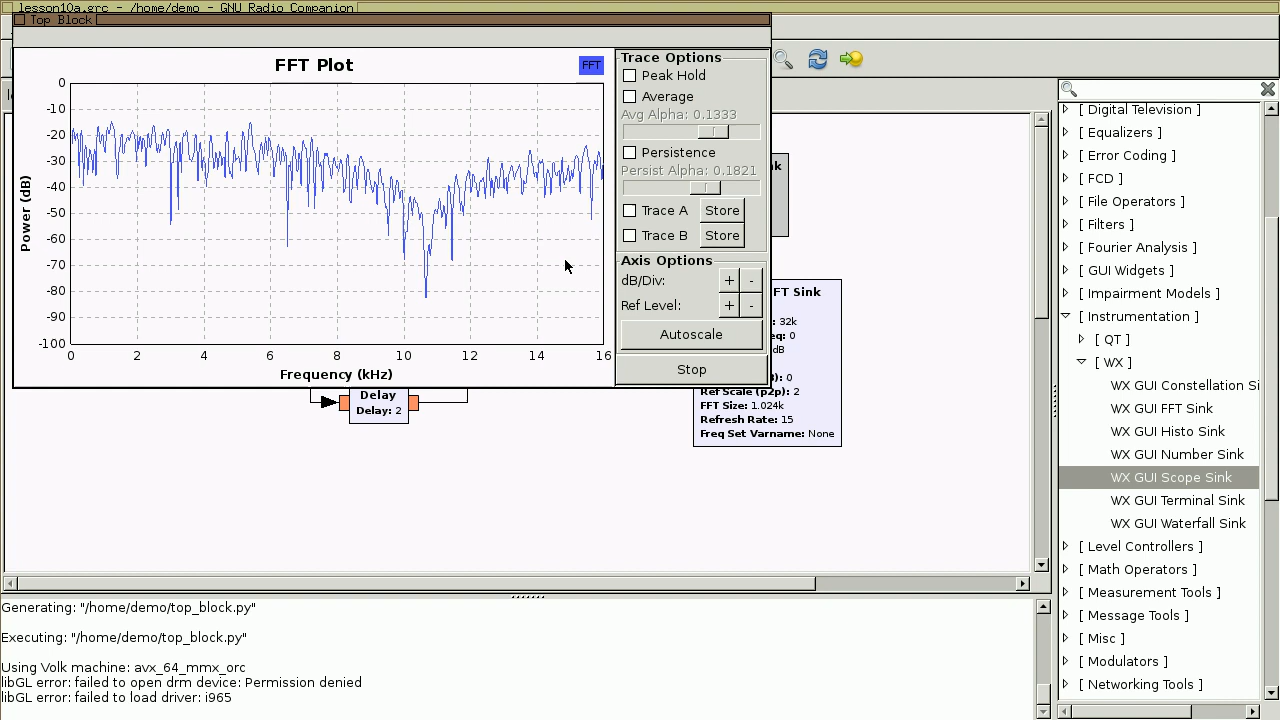 lesson10a.grc - /home/demo - GNU Radio Companion
Top Block
FFT Plot
FFT
Power (dB)
0
-10
-20
-30
-40
-50
-60
-70
-80
-90
-100
0 2 4 6 8 10 12 14 16
Frequency (kHz)
Trace Options
Peak Hold
Average
Avg Alpha: 0.1333
Persistence
Persist Alpha: 0.1821
Trace A Store
Trace B Store
Axis Options
dB/Div: + -
Ref Level: + -
Autoscale
Stop
Delay
Delay: 2
FT Sink
: 32k
eq: 0
dB
): 0
Ref Scale (p2p): 2
FFT Size: 1.024k
Refresh Rate: 15
Freq Set Varname: None
[ Digital Television ]
[ Equalizers ]
[ Error Coding ]
[ FCD ]
[ File Operators ]
[ Filters ]
[ Fourier Analysis ]
[ GUI Widgets ]
[ Impairment Models ]
[ Instrumentation ]
[ QT ]
[ WX ]
WX GUI Constellation Si
WX GUI FFT Sink
WX GUI Histo Sink
WX GUI Number Sink
WX GUI Scope Sink
WX GUI Terminal Sink
WX GUI Waterfall Sink
[ Level Controllers ]
[ Math Operators ]
[ Measurement Tools ]
[ Message Tools ]
[ Misc ]
[ Modulators ]
[ Networking Tools ]
Generating: "/home/demo/top_block.py"
Executing: "/home/demo/top_block.py"
Using Volk machine: avx_64_mmx_orc
libGL error: failed to open drm device: Permission denied
libGL error: failed to load driver: i965